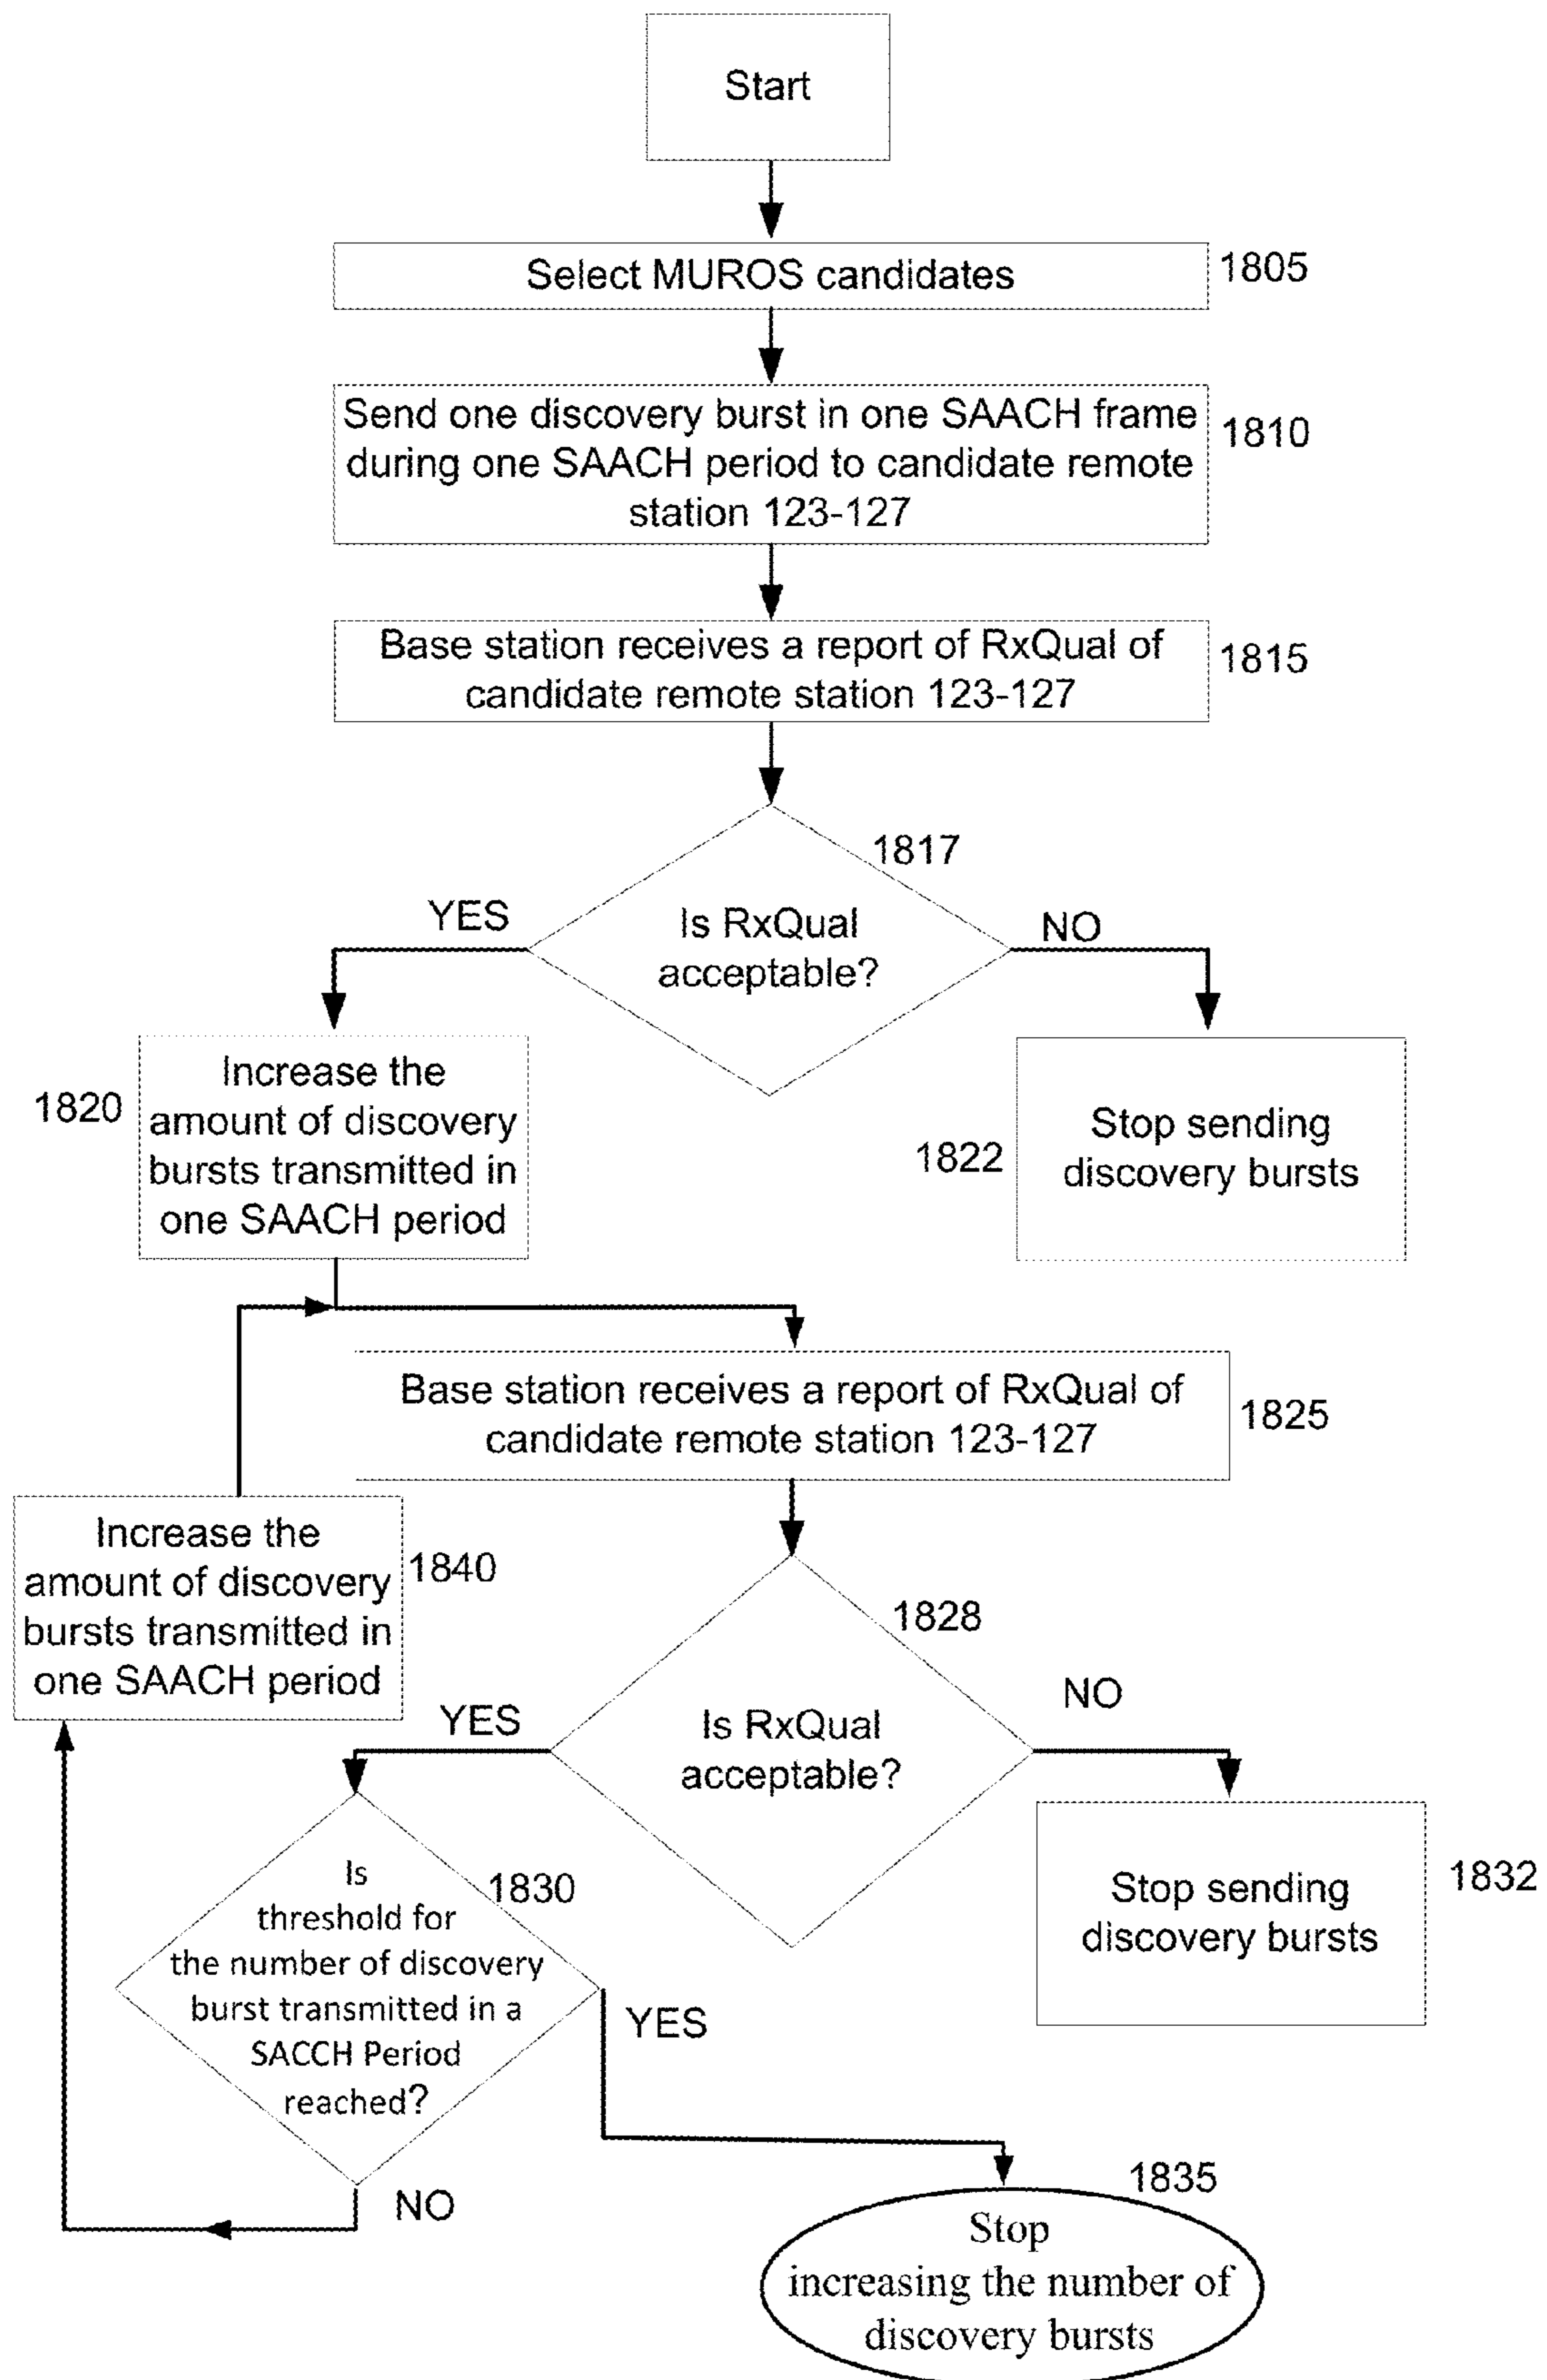 Start
Select MUROS candidates
1805
Send one discovery burst in one SAACH frame
during one SAACH period to candidate remote
station 123-127
1810
Base station receives a report of RxQual of
candidate remote station 123-127
1815
1817
YES
Is RxQual
acceptable?
NO
Increase the
amount of discovery
bursts transmitted in
one SAACH period
1820
Stop sending
discovery bursts
1822
Base station receives a report of RxQual of
candidate remote station 123-127
1825
Increase the
amount of discovery
bursts transmitted in
one SAACH period
1840
1828
YES
Is RxQual
acceptable?
NO
Is
threshold for
the number of discovery
burst transmitted in a
SACCH Period
reached?
1830
Stop sending
discovery bursts
1832
YES
NO
1835
Stop
increasing the number of
discovery bursts